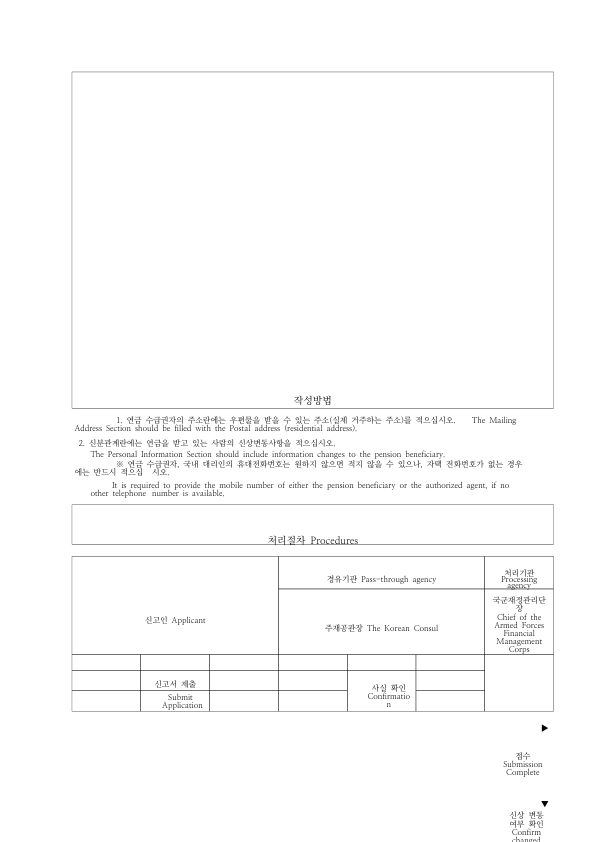 작성방법
1. 연금 수급권자의 주소란에는 우편물을 받을 수 있는 주소(실제 거주하는 주소)를 적으십시오. The Mailing
Address Section should be filled with the Postal address (residential address).
2. 신분관계란에는 연금을 받고 있는 사람의 신상변동사항을 적으십시오.
The Personal Information Section should include information changes to the pension beneficiary.
※ 연금 수급권자, 국내 대리인의 휴대전화번호는 원하지 않으면 적지 않을 수 있으나, 자택 전화번호가 없는 경우
에는 반드시 적으십 시오.
It is required to provide the mobile number of either the pension beneficiary or the authorized agent, if no
other telephone number is available.
처리절차 Procedures
신고인 Applicant
경유기관 Pass-through agency
처리기관
Processing
agency
주재공관장 The Korean Consul
국군재정관리단
장
Chief of the
Armed Forces
Financial
Management
Corps
신고서 제출
Submit
Application
사실 확인
Confirmatio
n
▶
접수
Submission
Complete
▼
신상 변동
여부 확인
Confirm
changed